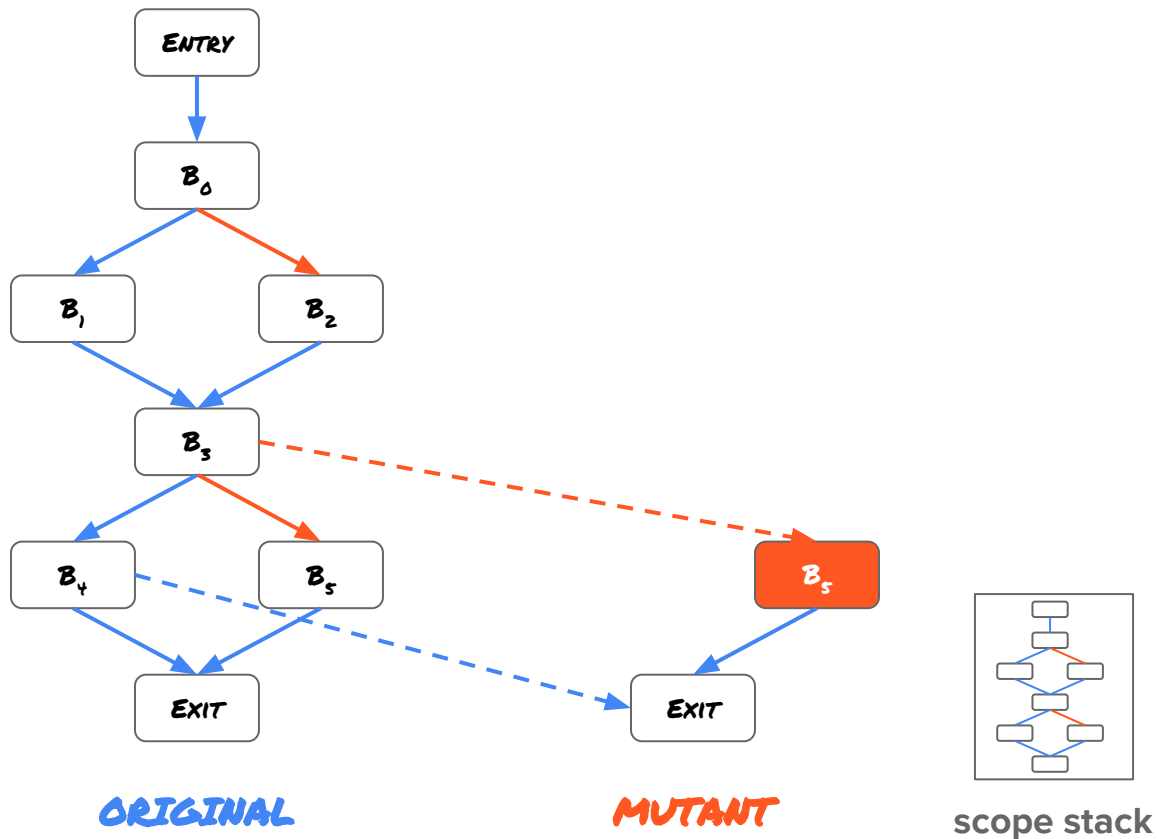 ENTRY
B0
B1
B2
B3
B4
B5
B5
EXIT
EXIT
ORIGINAL
MUTANT
scope stack